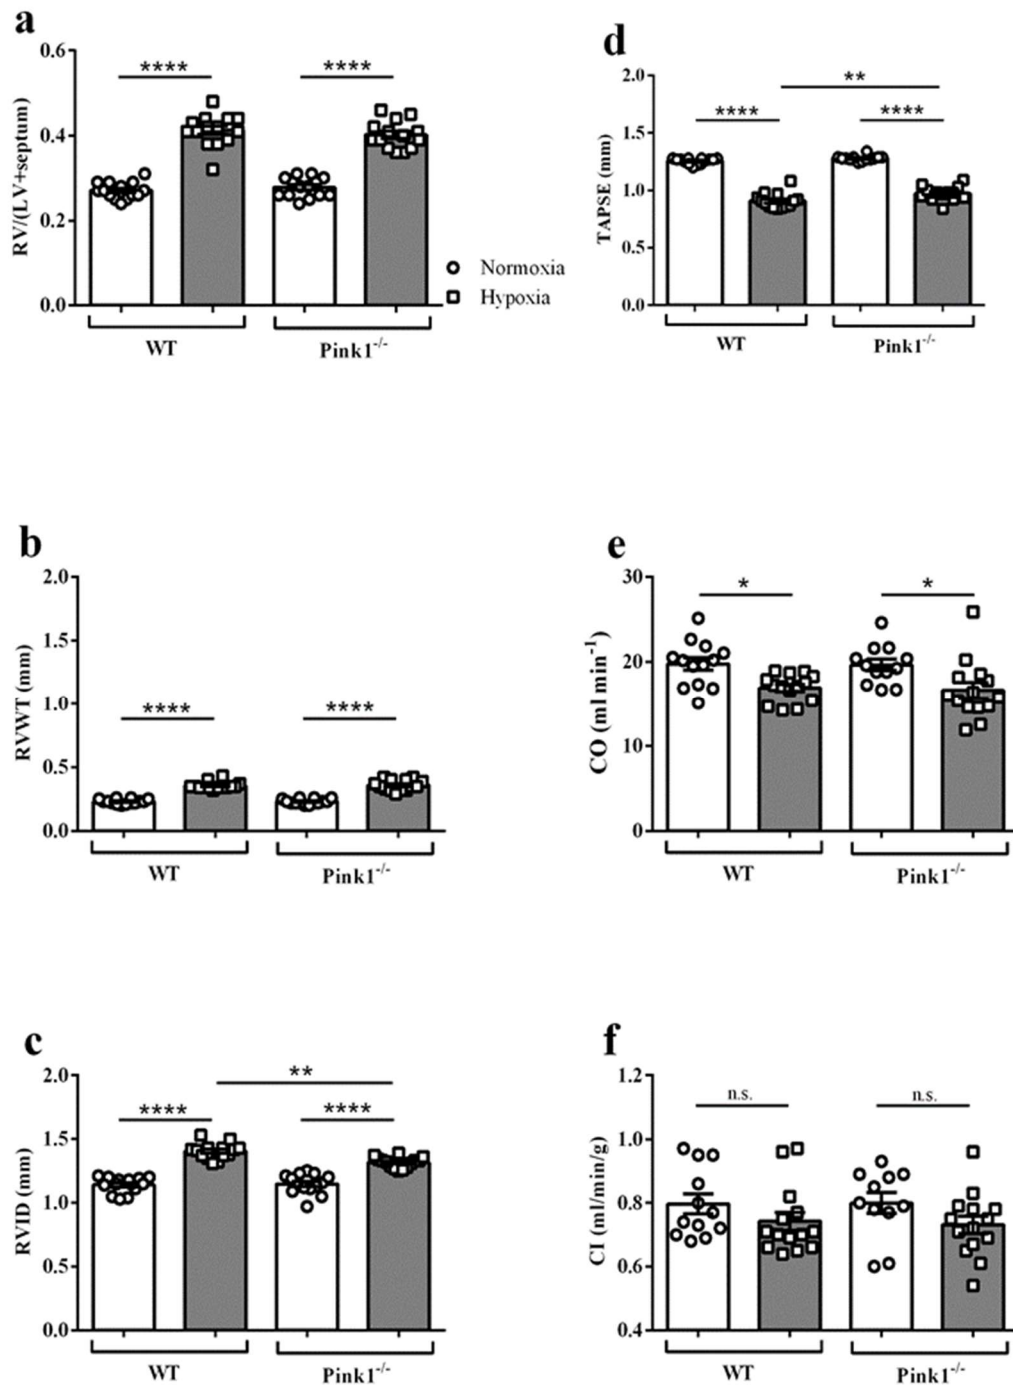 a
0.6
0.4
0.2
0.0
RV/(LV+septum)
****
****
WT
Pink1-/-
Normoxia
Hypoxia
d
2.0
1.5
1.0
0.5
0.0
TAPSE (mm)
**
****
****
WT
Pink1-/-
b
2.0
1.5
1.0
0.5
0.0
RVWT (mm)
****
****
WT
Pink1-/-
e
30
20
10
0
CO (ml min-1)
*
*
WT
Pink1-/-
c
2.0
1.5
1.0
0.5
0.0
RVID (mm)
**
****
****
WT
Pink1-/-
f
1.2
1.0
0.8
0.6
0.4
CI (ml/min/g)
n.s.
n.s.
WT
Pink1-/-